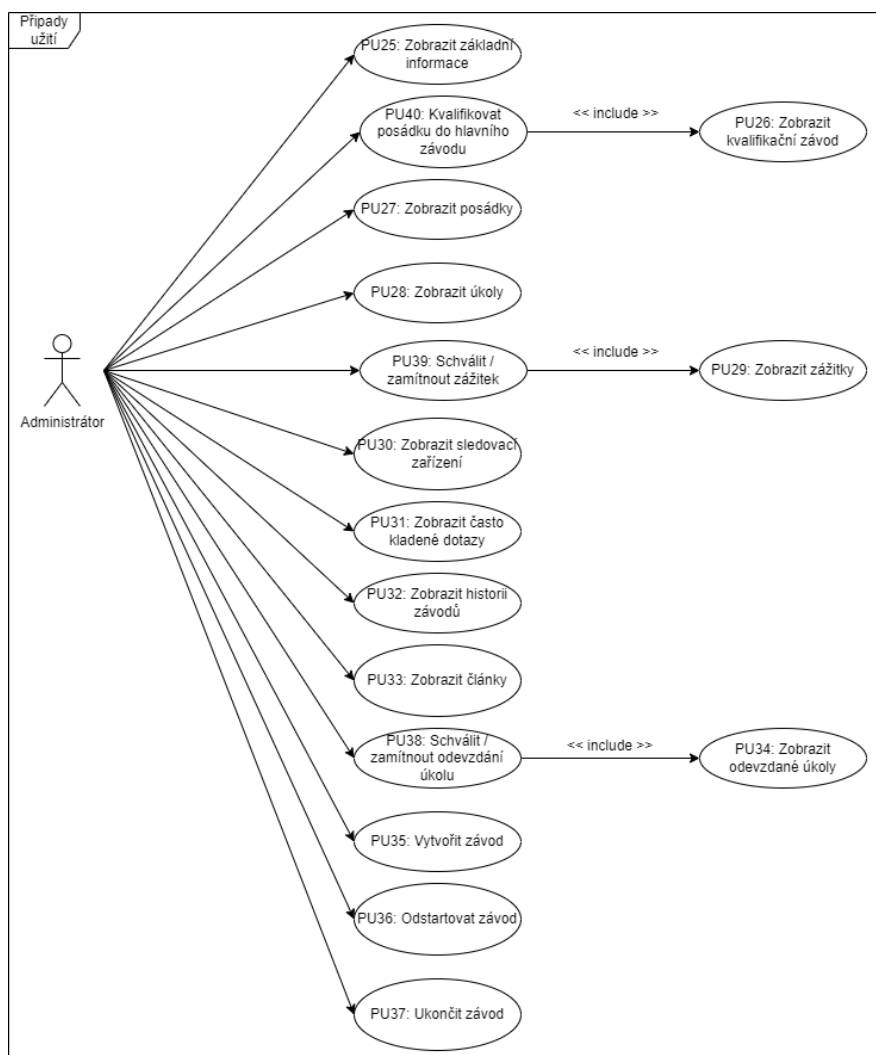 Připady
užití
PU25: Zobrazit základní
informace
PU40: Kvalifikovat
posádku do hlavního
závodu
<< include >>
PU26: Zobrazit
kvalifikační závod
PU27: Zobrazit posádky
PU28: Zobrazit úkoly
Administrátor
PU39: Schválit /
zamítnout zážitek
<< include >>
PU29: Zobrazit zážitky
PU30: Zobrazit sledovací
zařízení
PU31: Zobrazit často
kladené dotazy
PU32: Zobrazit historii
závodů
PU33: Zobrazit články
PU38: Schválit /
zamítnout odevzdání
úkolu
<< include >>
PU34: Zobrazit
odevzdané úkoly
PU35: Vytvořit závod
PU36: Odstartovat závod
PU37: Ukončit závod